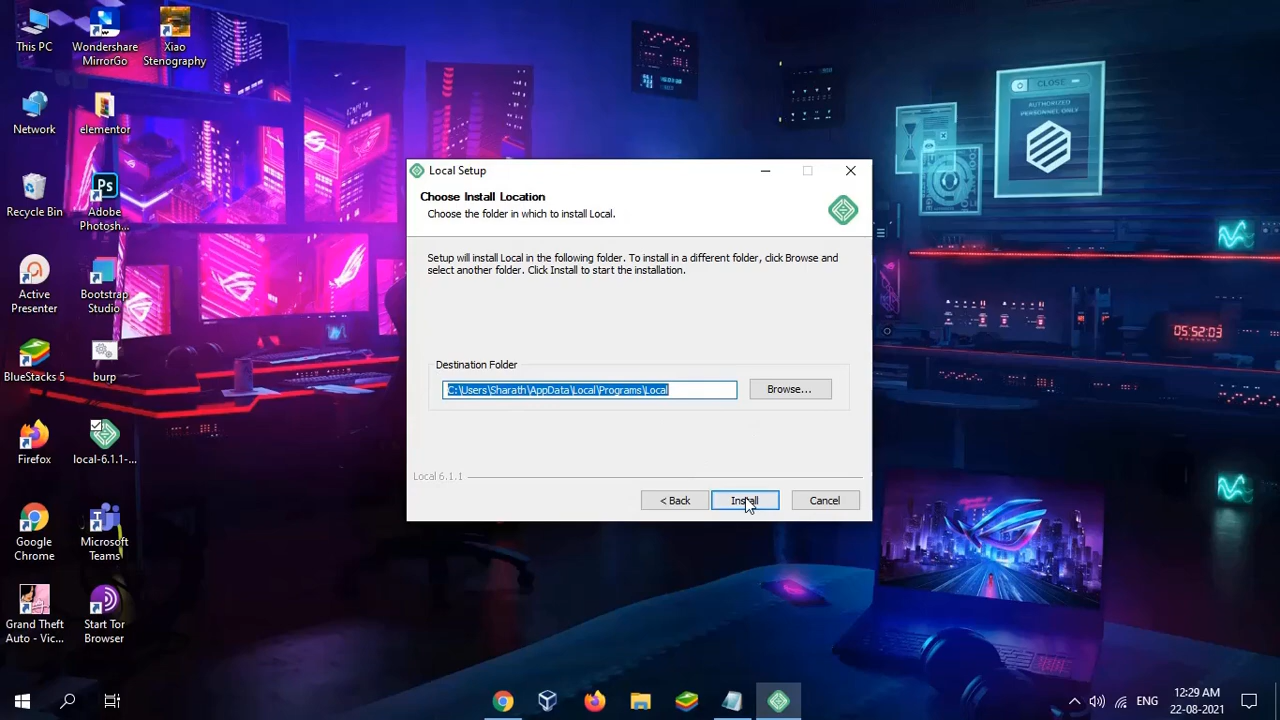 This PC
Wondershare
MirrorGo
Xiao
Stenography
Network
elementor
Recycle Bin
Ps
Adobe
Photosh...
Active
Presenter
Bootstrap
Studio
BlueStacks 5
burp
Firefox
local-6.1.1-...
Google
Chrome
Microsoft
Teams
Grand Theft
Auto - Vic...
Start Tor
Browser
CLOSE
AUTHORIZED
PERSONNEL ONLY
05:52:03
Local Setup
Choose Install Location
Choose the folder in which to install Local.
Setup will install Local in the following folder. To install in a different folder, click Browse and
select another folder. Click Install to start the installation.
Destination Folder
C:\Users\Sharath\AppData\Local\Programs\Local
Browse...
Local 6.1.1
< Back
Install
Cancel
ENG
12:29 AM
22-08-2021